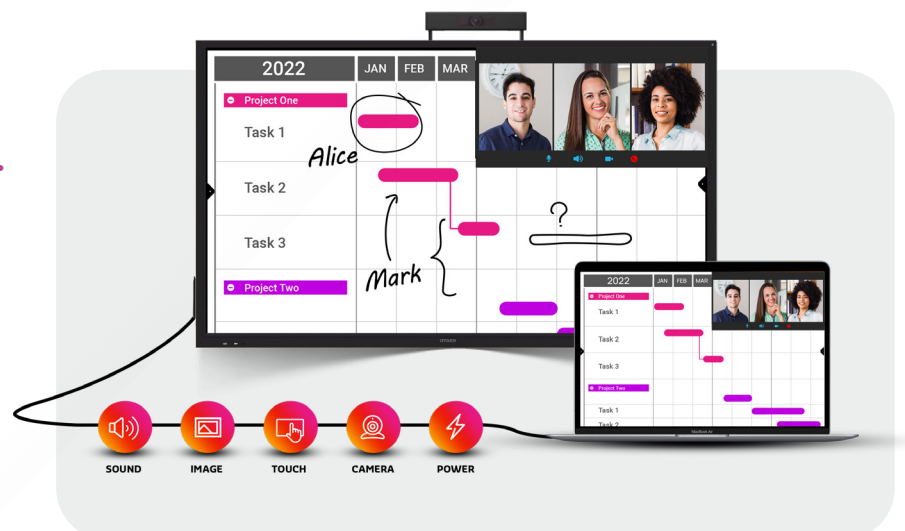 2022 JAN FEB MAR
Project One
Task 1
Alice
Task 2
?
Task 3
Mark
Project Two
2022 JAN FEB MAR
Project One
Task 1
Task 2
Task 3
Project Two
Task 1
Task 2
MacBook Air
SOUND IMAGE TOUCH CAMERA POWER